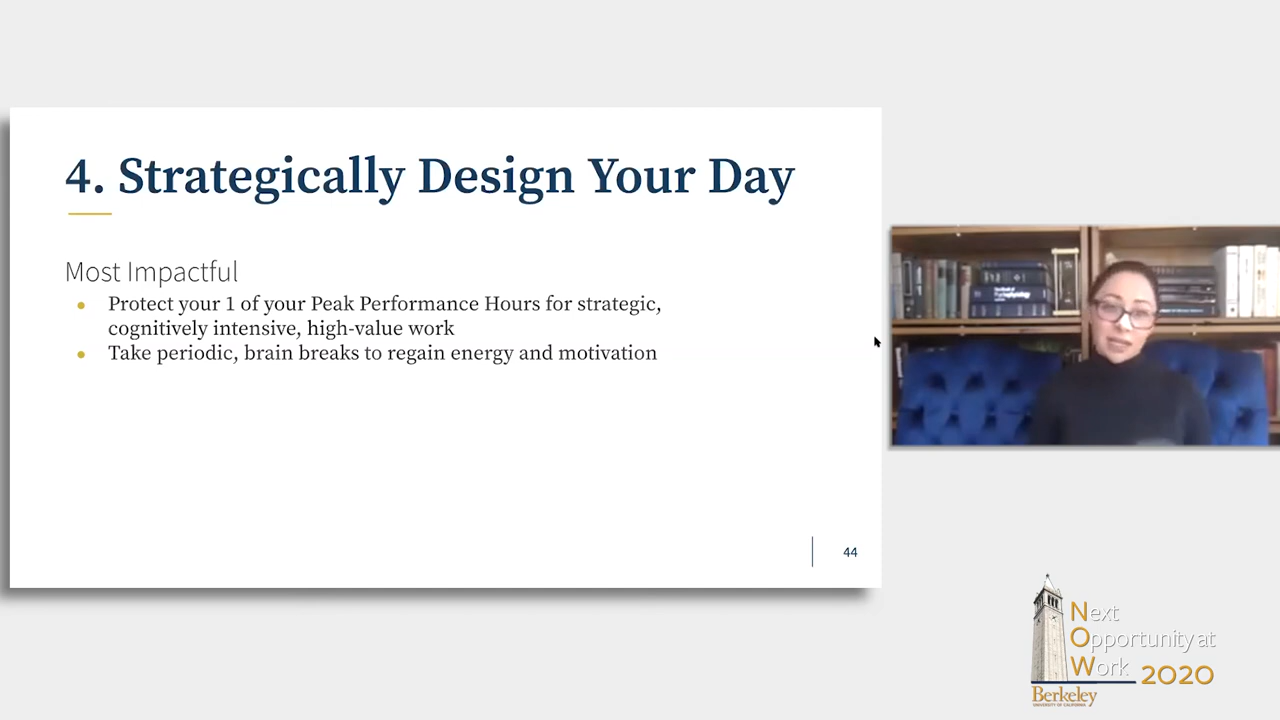 4. Strategically Design Your Day
Most Impactful
• Protect your 1 of your Peak Performance Hours for strategic,
cognitively intensive, high-value work
• Take periodic, brain breaks to regain energy and motivation
44
Next
Opportunity at
Work 2020
Berkeley
UNIVERSITY OF CALIFORNIA